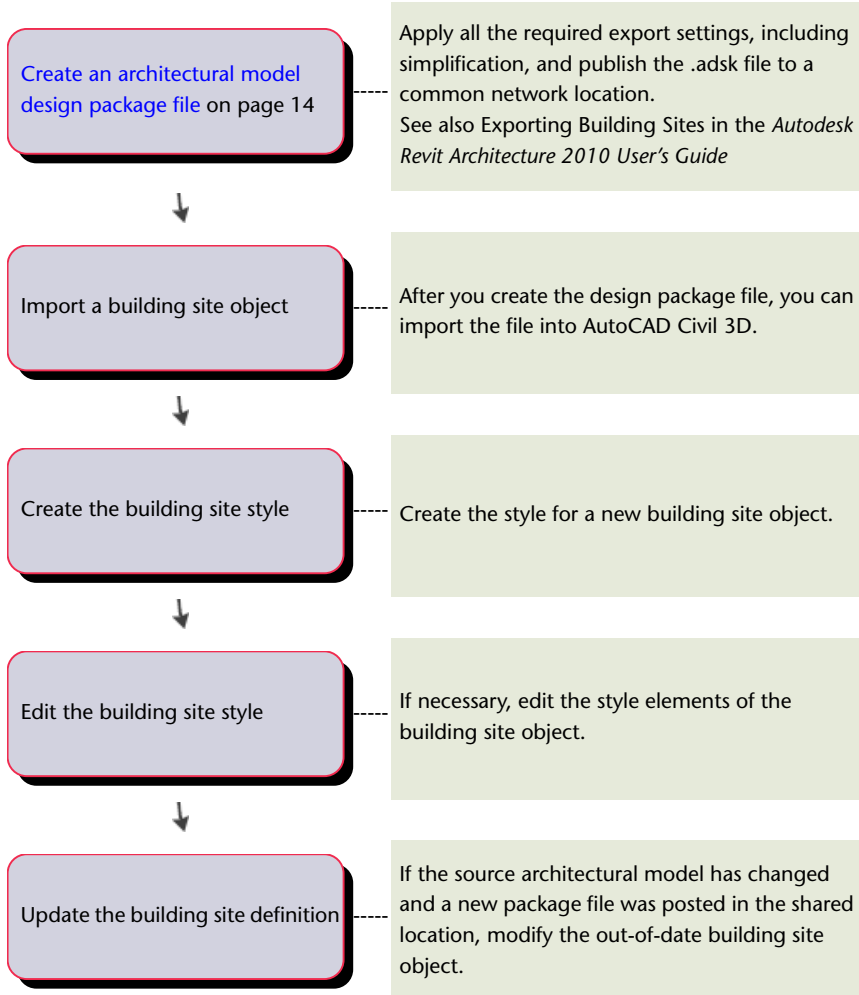 Create an architectural model
design package file on page 14
Apply all the required export settings, including
simplification, and publish the .adsk file to a
common network location.
See also Exporting Building Sites in the Autodesk
Revit Architecture 2010 User's Guide
Import a building site object
After you create the design package file, you can
import the file into AutoCAD Civil 3D.
Create the building site style
Create the style for a new building site object.
Edit the building site style
If necessary, edit the style elements of the
building site object.
Update the building site definition
If the source architectural model has changed
and a new package file was posted in the shared
location, modify the out-of-date building site
object.